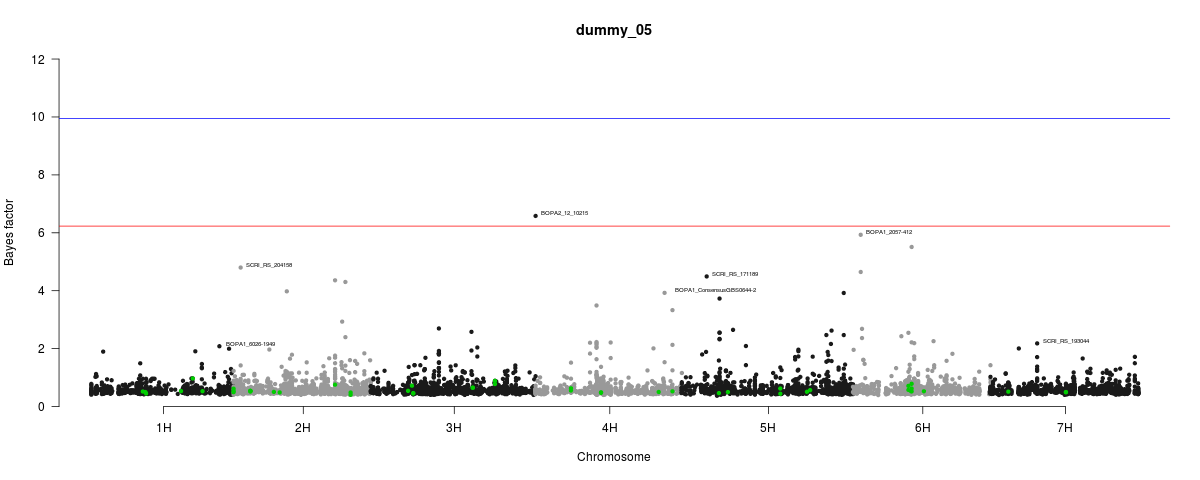 dummy_05
12
10
8
6
4
2
0
Bayes factor
BOPA2_12_10215
BOPA1_2057-412
SCRI_RS_204158
SCRI_RS_171189
BOPA1_ConsensusGBS0644-2
BOPA1_6026-1949
SCRI_RS_193044
1H 2H 3H 4H 5H 6H 7H
Chromosome